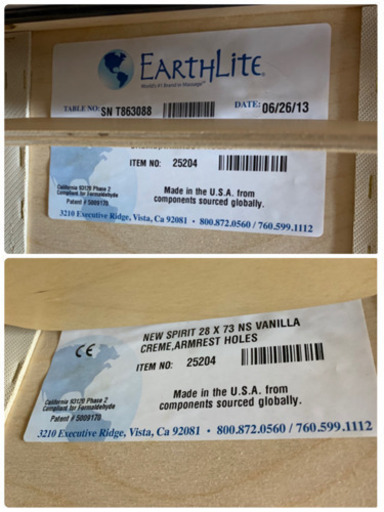 EARTHLITE
World's #1 Brand in Massage
TABLE NO: SN T863088 DATE: 06/26/13
ITEM NO: 25204
California 93120 Phase 2
Compliant for Formaldehyde
Patent # 5009170
Made in the U.S.A. from
components sourced globally.
3210 Executive Ridge, Vista, Ca 92081 • 800.872.0560 / 760.599.1112
CE
NEW SPIRIT 28 X 73 NS VANILLA
CREME,ARMREST HOLES
ITEM NO: 25204
California 93120 Phase 2
Compliant for Formaldehyde
Patent # 5009170
Made in the U.S.A. from
components sourced globally.
3210 Executive Ridge, Vista, Ca 92081 • 800.872.0560 / 760.599.1112